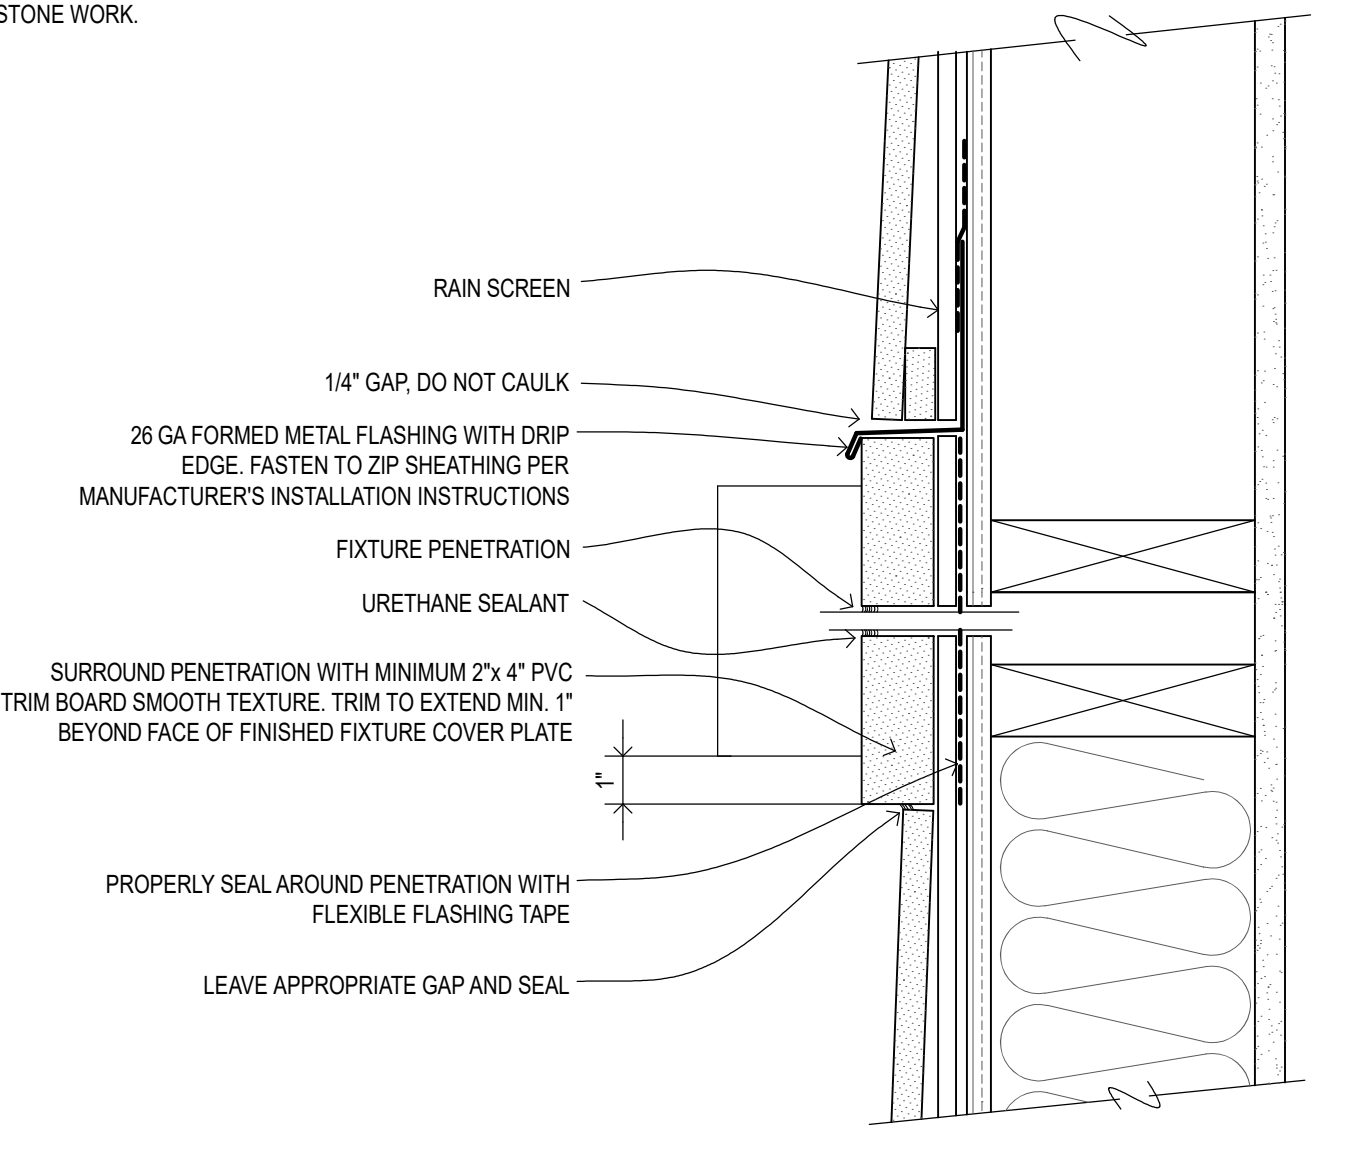 STONE WORK.
RAIN SCREEN
1/4" GAP, DO NOT CAULK
26 GA FORMED METAL FLASHING WITH DRIP
EDGE. FASTEN TO ZIP SHEATHING PER
MANUFACTURER'S INSTALLATION INSTRUCTIONS
FIXTURE PENETRATION
URETHANE SEALANT
SURROUND PENETRATION WITH MINIMUM 2"x 4" PVC
TRIM BOARD SMOOTH TEXTURE. TRIM TO EXTEND MIN. 1"
BEYOND FACE OF FINISHED FIXTURE COVER PLATE
1"
PROPERLY SEAL AROUND PENETRATION WITH
FLEXIBLE FLASHING TAPE
LEAVE APPROPRIATE GAP AND SEAL